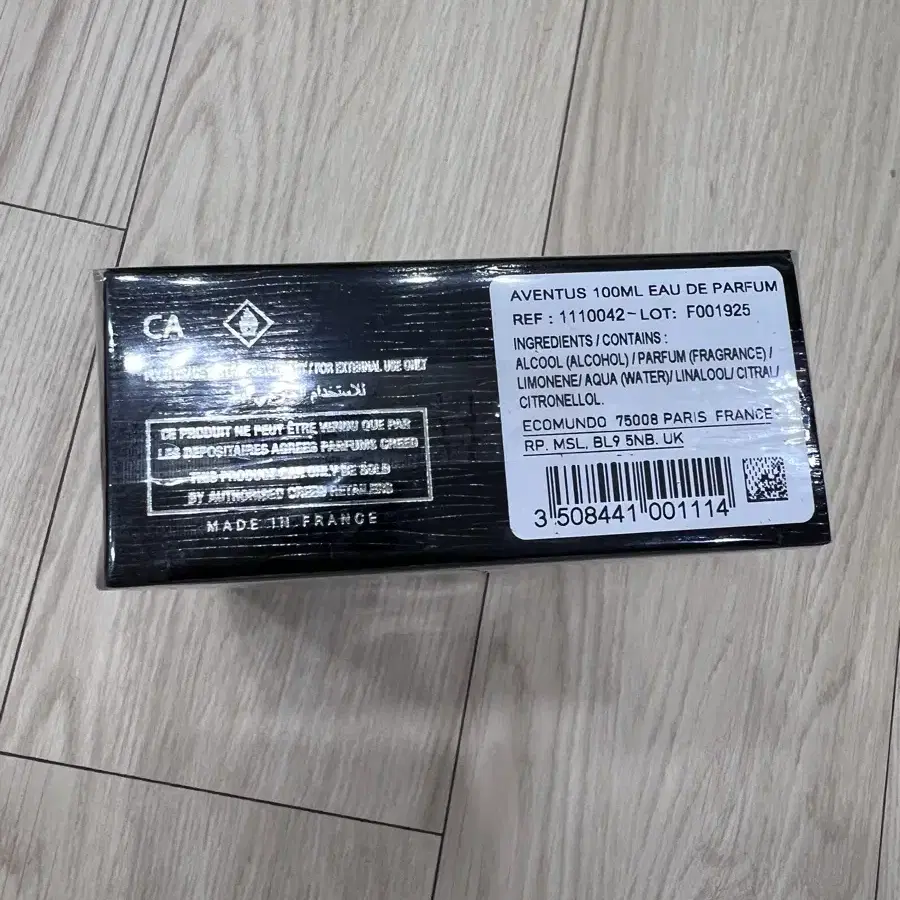 CA
FOR EXTERNAL USE ONLY
للاستخدام
CE PRODUIT NE PEUT ÊTRE VENDU QUE PAR
LES DEPOSITAIRES AGREES PARFUMS CREED
THIS PRODUCT CAN ONLY BE SOLD
BY AUTHORISED CREED RETAILERS
MADE IN FRANCE
AVENTUS 100ML EAU DE PARFUM
REF : 1110042~ LOT: F001925
INGREDIENTS / CONTAINS :
ALCOOL (ALCOHOL) / PARFUM (FRAGRANCE) /
LIMONENE/ AQUA (WATER)/ LINALOOL/ CITRAL/
CITRONELLOL.
ECOMUNDO 75008 PARIS FRANCE
RP. MSL, BL9 5NB. UK
3 508441 001114